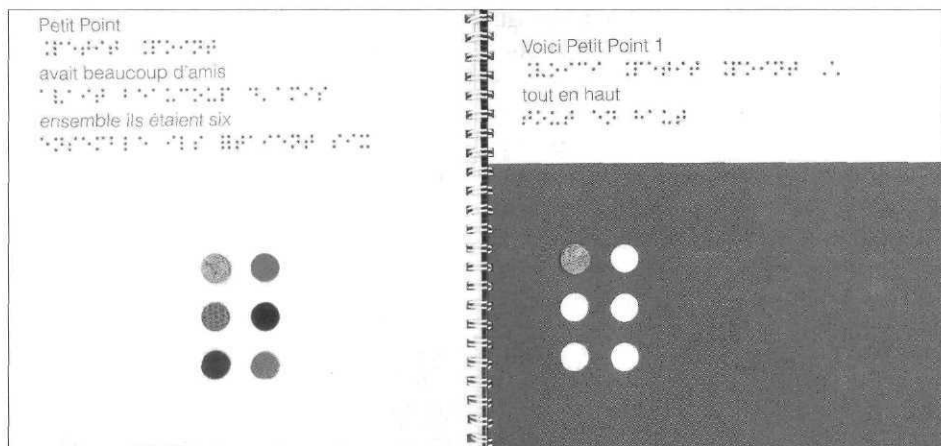 Petit Point
⠨⠏⠑⠞⠊⠞ ⠨⠏⠕⠊⠝⠞
avait beaucoup d'amis
⠁⠧⠁⠊⠞ ⠃⠑⠁⠥⠉⠕⠥⠏ ⠙⠄⠁⠍⠊⠎
ensemble ils étaient six
⠑⠝⠎⠑⠍⠃⠇⠑ ⠊⠇⠎ ⠿⠞⠁⠊⠑⠝⠞ ⠎⠊⠭
Voici Petit Point 1
⠨⠧⠕⠊⠉⠊ ⠨⠏⠑⠞⠊⠞ ⠨⠏⠕⠊⠝⠞ ⠠⠡
tout en haut
⠞⠕⠥⠞ ⠑⠝ ⠓⠁⠥⠞